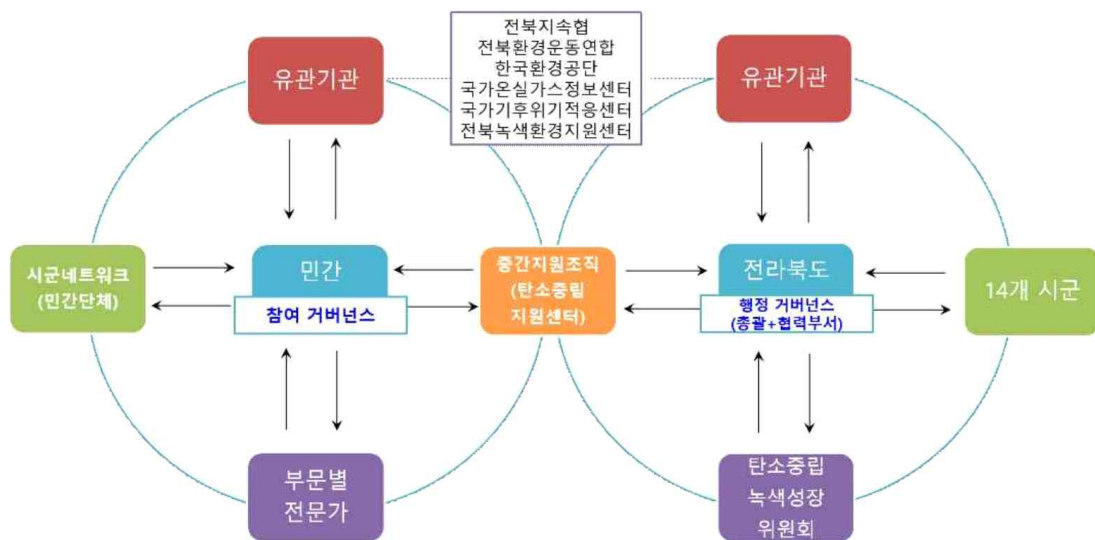 유관기관
전북지속협
전북환경운동연합
한국환경공단
국가온실가스정보센터
국가기후위기적응센터
전북녹색환경지원센터
유관기관
시군네트워크
(민간단체)
민간
참여 거버넌스
중간지원조직
(탄소중립
지원센터)
전라북도
행정 거버넌스
(총괄+협력부서)
14개 시군
부문별
전문가
탄소중립
녹색성장
위원회